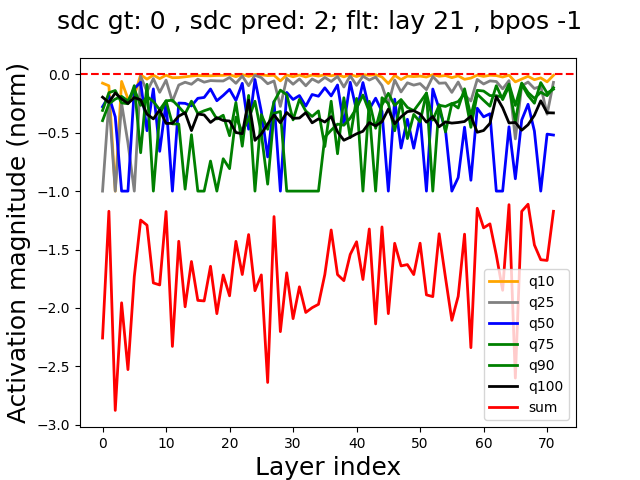 sdc gt: 0 , sdc pred: 2; flt: lay 21 , bpos -1
Activation magnitude (norm)
0.0
−0.5
−1.0
−1.5
−2.0
−2.5
−3.0
q10
q25
q50
q75
q90
q100
sum
0 10 20 30 40 50 60 70
Layer index